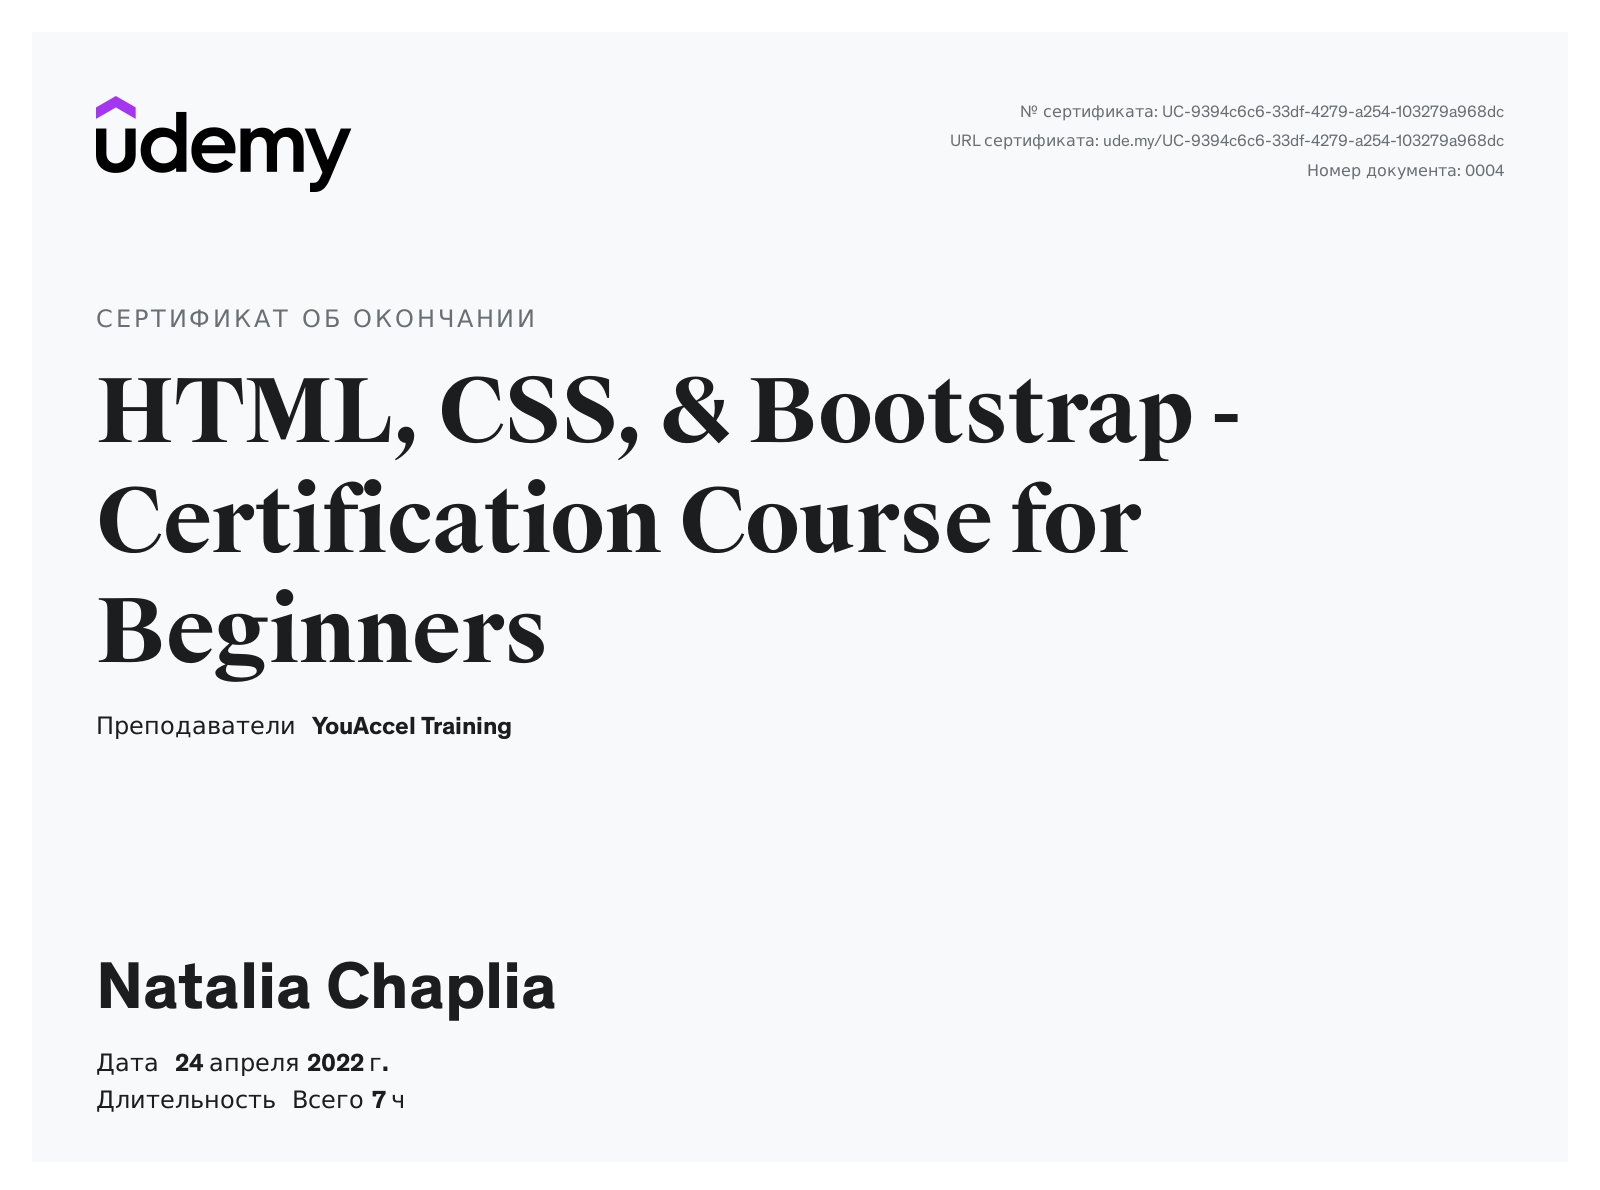 udemy
№ сертификата: UC-9394c6c6-33df-4279-a254-103279a968dc
URL сертификата: ude.my/UC-9394c6c6-33df-4279-a254-103279a968dc
Номер документа: 0004
СЕРТИФИКАТ ОБ ОКОНЧАНИИ
HTML, CSS, & Bootstrap -
Certification Course for
Beginners
Преподаватели YouAccel Training
Natalia Chaplia
Дата 24 апреля 2022 г.
Длительность Всего 7 ч